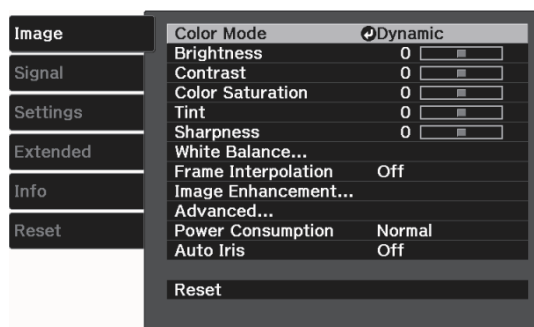 Image
Signal
Settings
Extended
Info
Reset
Color Mode Dynamic
Brightness 0
Contrast 0
Color Saturation 0
Tint 0
Sharpness 0
White Balance...
Frame Interpolation Off
Image Enhancement...
Advanced...
Power Consumption Normal
Auto Iris Off
Reset